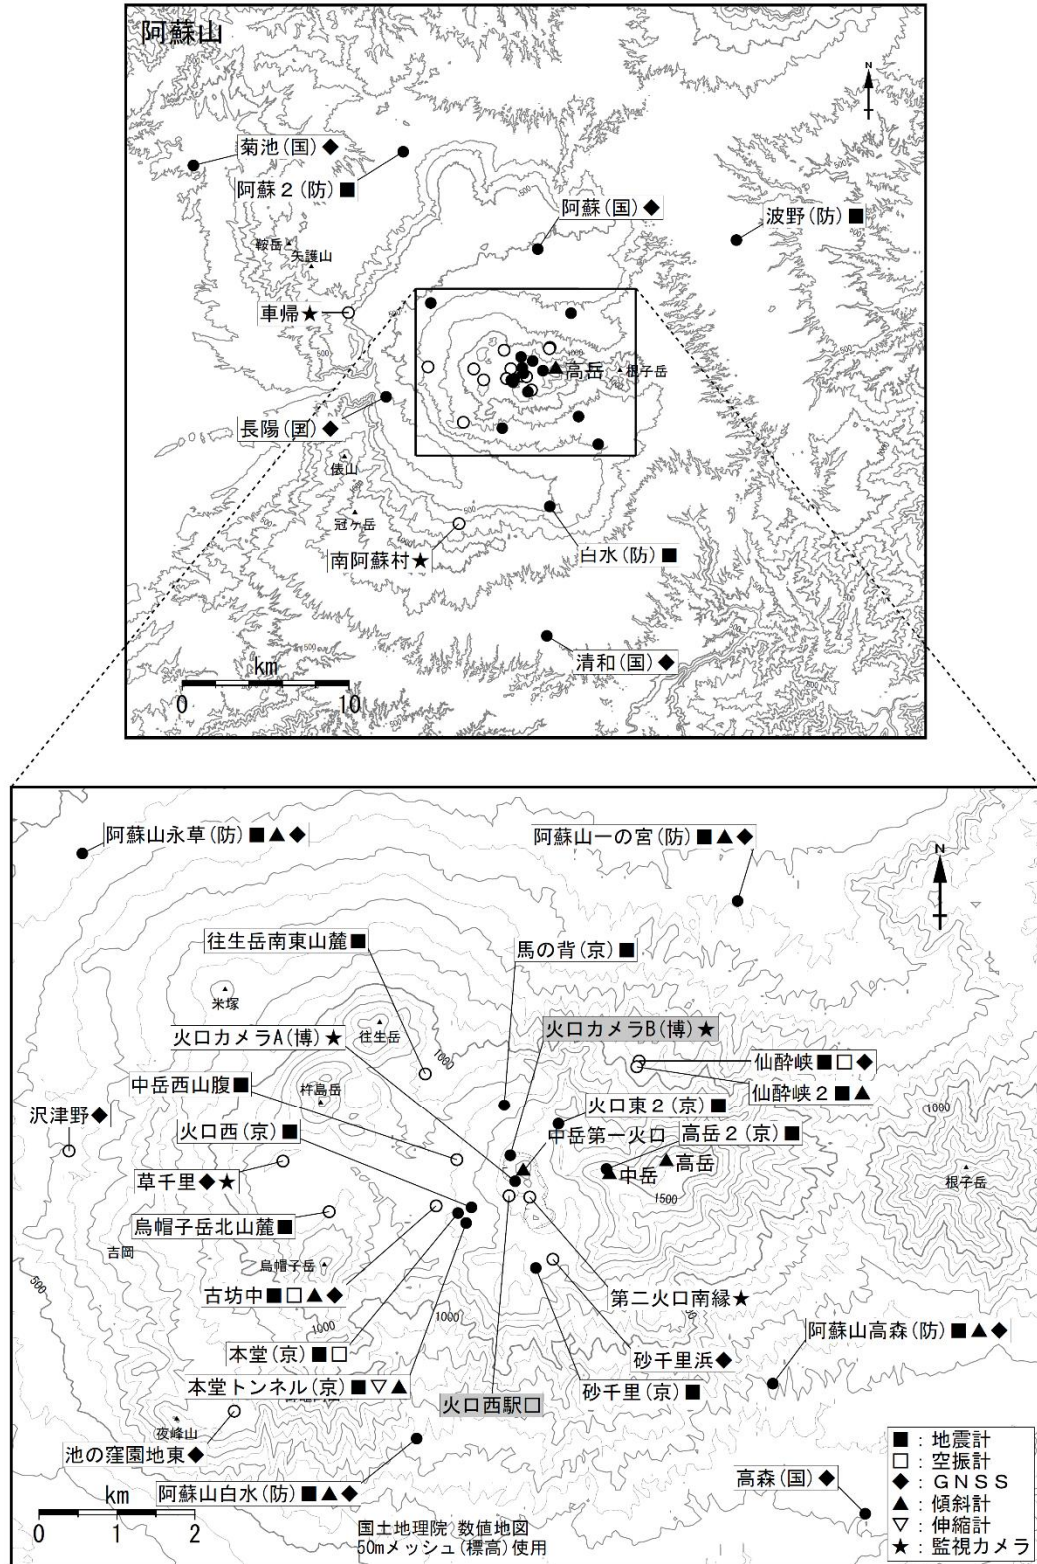 阿蘇山
N
菊池(国)◆
阿蘇2(防)■
阿蘇(国)◆
波野(防)■
鞍岳
矢護山
車帰★
高岳
根子岳
長陽(国)◆
俵山
冠ヶ岳
南阿蘇村★
白水(防)■
清和(国)◆
km
0 10
阿蘇山永草(防)■▲◆
阿蘇山一の宮(防)■▲◆
N
往生岳南東山麓■
馬の背(京)■
米塚
往生岳
火口カメラA(博)★
火口カメラB(博)★
1000
仙酔峡■□◆
中岳西山腹■
杵島岳
仙酔峡2■▲
沢津野◆
火口西(京)■
火口東2(京)■
1000
中岳第一火口
高岳2(京)■
草千里◆★
中岳
高岳
根子岳
1500
烏帽子岳北山麓■
吉岡
烏帽子岳
500
古坊中■□▲◆
第二火口南縁★
1000
1000
本堂(京)■□
砂千里浜◆
阿蘇山高森(防)■▲◆
本堂トンネル(京)■▽▲
火口西駅□
砂千里(京)■
夜峰山
池の窪園地東◆
阿蘇山白水(防)■▲◆
高森(国)◆
km
0 1 2
国土地理院 数値地図
50mメッシュ(標高)使用
■:地震計
□:空振計
◆:GNSS
▲:傾斜計
▽:伸縮計
★:監視カメラ